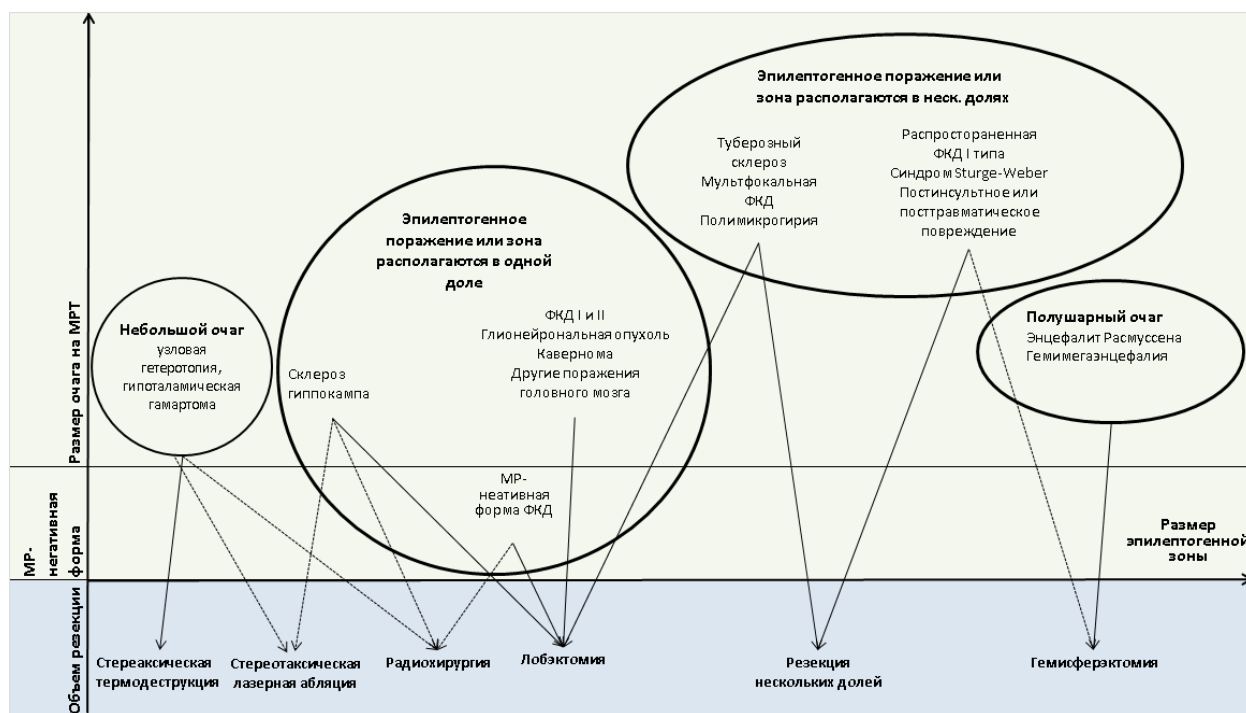 Эпилептогенное поражение или
зона располагаются в неск. долях
Туберозный
склероз
Мультфокальная
ФКД
Полимикрогирия
Распростораненная
ФКД I типа
Синдром Sturge-Weber
Постинсультное или
посттравматическое
повреждение
Эпилептогенное
поражение или зона
располагаются в одной
доле
ФКД I и II
Глионейрональная опухоль
Кавернома
Другие поражения
головного мозга
Склероз
гиппокампа
МР-
неативная
форма ФКД
Небольшой очаг
узловая
гетеротопия,
гипоталамическая
гамартома
Полушарный очаг
Энцефалит Расмуссена
Гемимегаэнцефалия
Размер очага на МРТ
МР-
негативная
форма
Размер
эпилептогенной
зоны
Объем резекции
Стереаксическая
термодеструкция
Стереотаксическая
лазерная абляция
Радиохирургия
Лобэктомия
Резекция
нескольких долей
Гемисферэктомия